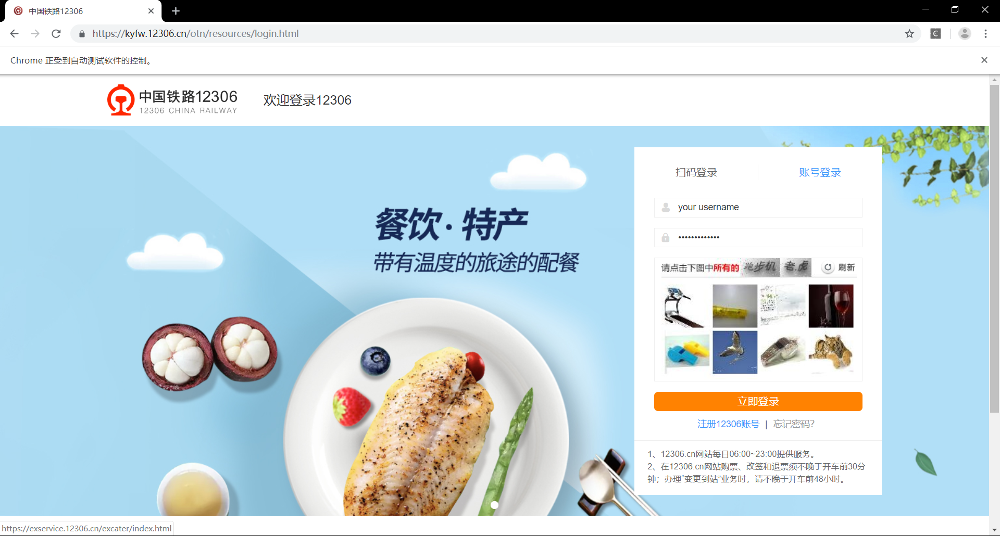 中国铁路12306
https://kyfw.12306.cn/otn/resources/login.html
C
Chrome 正受到自动测试软件的控制。
中国铁路12306
12306 CHINA RAILWAY
欢迎登录12306
餐饮·特产
带有温度的旅途的配餐
扫码登录
账号登录
your username
请点击下图中所有的 跑步机 老虎
刷新
立即登录
注册12306账号 | 忘记密码?
1、12306.cn网站每日06:00~23:00提供服务。
2、在12306.cn网站购票、改签和退票须不晚于开车前30分
钟；办理“变更到站”业务时，请不晚于开车前48小时。
https://exservice.12306.cn/excater/index.html